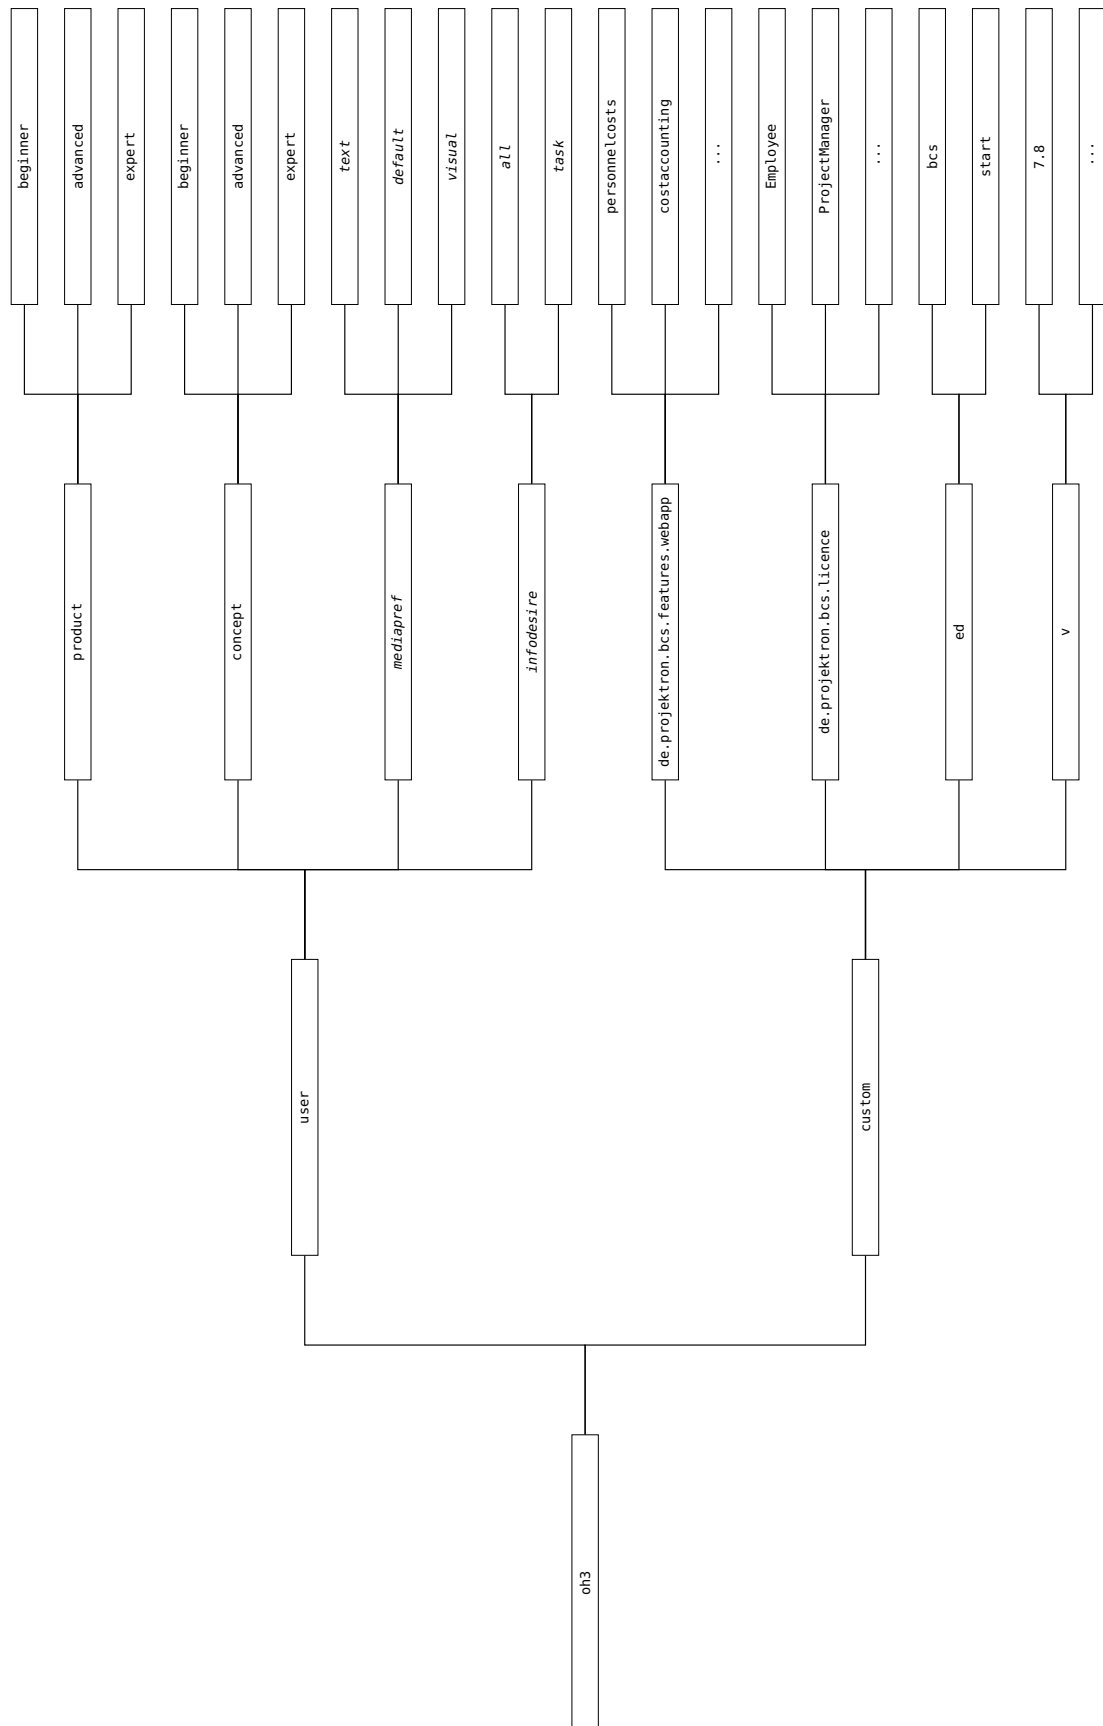 beginner
advanced
expert
beginner
advanced
expert
text
default
visual
all
task
personnelcosts
costaccounting
...
Employee
ProjectManager
...
bcs
start
7.8
...
product
concept
mediapref
infodesire
de.projektron.bcs.features.webapp
de.projektron.bcs.licence
ed
v
user
custom
oh3